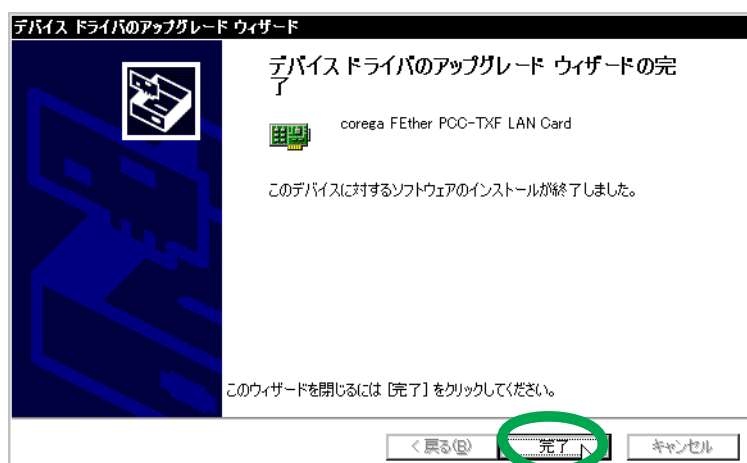 デバイス ドライバのアップグレード ウィザード
デバイス ドライバのアップグレード ウィザードの完
了
corega FEther PCC-TXF LAN Card
このデバイスに対するソフトウェアのインストールが終了しました。
このウィザードを閉じるには [完了] をクリックしてください。
< 戻る(B) 完了 キャンセル